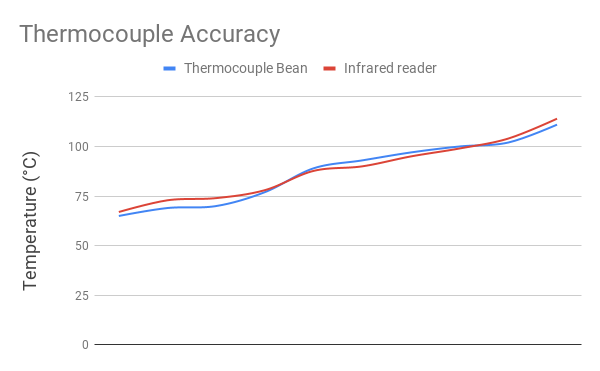 Thermocouple Accuracy
Thermocouple Bean
Infrared reader
Temperature (°C)
125
100
75
50
25
0